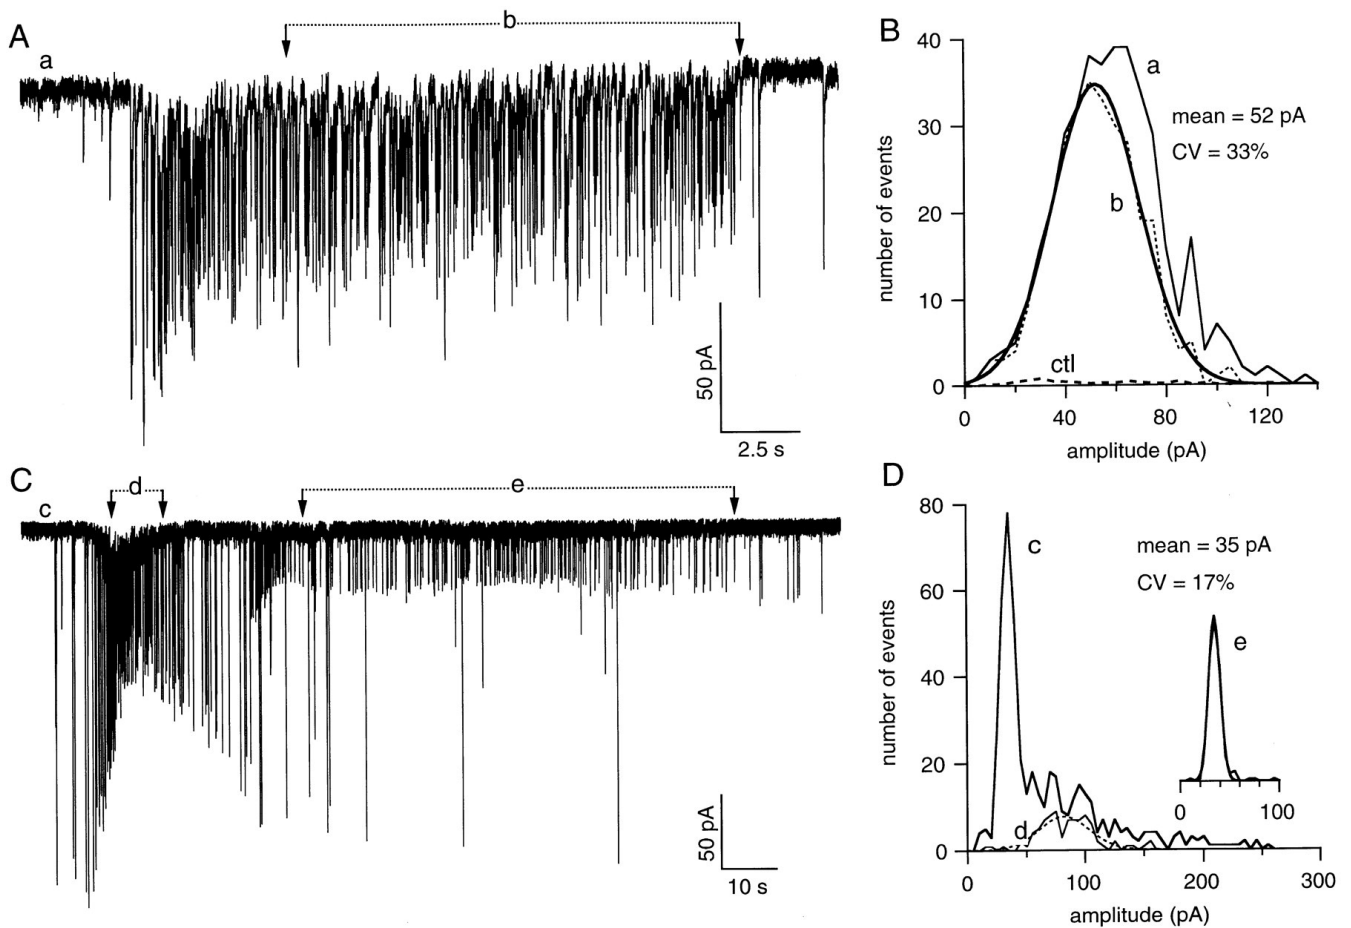 A
a
b
50 pA
2.5 s
B
40
30
20
10
0
number of events
a
mean = 52 pA
CV = 33%
b
ctl
0
40
80
120
amplitude (pA)
C
c
d
e
50 pA
10 s
D
80
60
40
20
0
number of events
c
mean = 35 pA
CV = 17%
e
d
0
100
0
100
200
300
amplitude (pA)